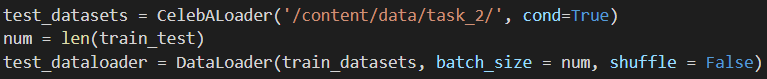 test_datasets = CelebALoader('/content/data/task_2/', cond=True)
num = len(train_test)
test_dataloader = DataLoader(train_datasets, batch_size = num, shuffle = False)